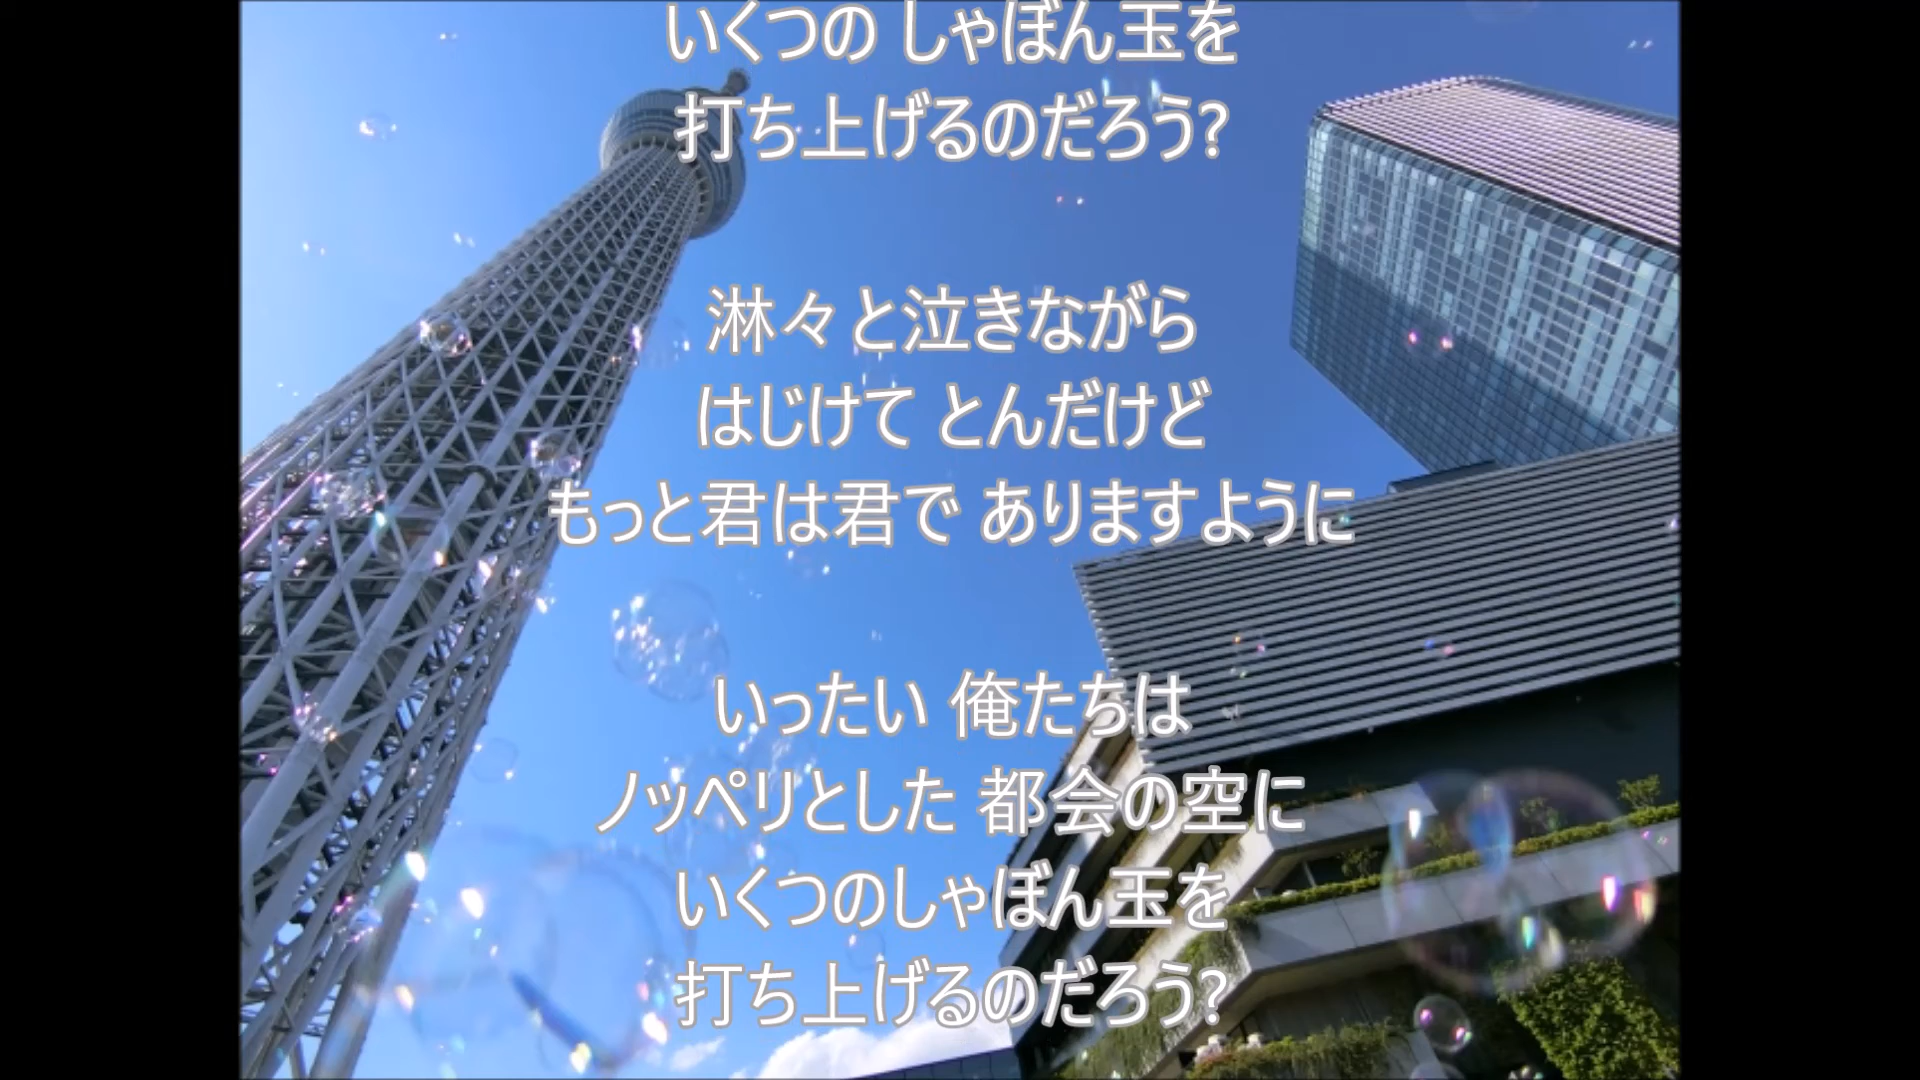 いくつの しゃぼん玉を
打ち上げるのだろう?
淋々と泣きながら
はじけて とんだけど
もっと君は君で ありますように
いったい 俺たちは
ノッペリとした 都会の空に
いくつのしゃぼん玉を
打ち上げるのだろう?